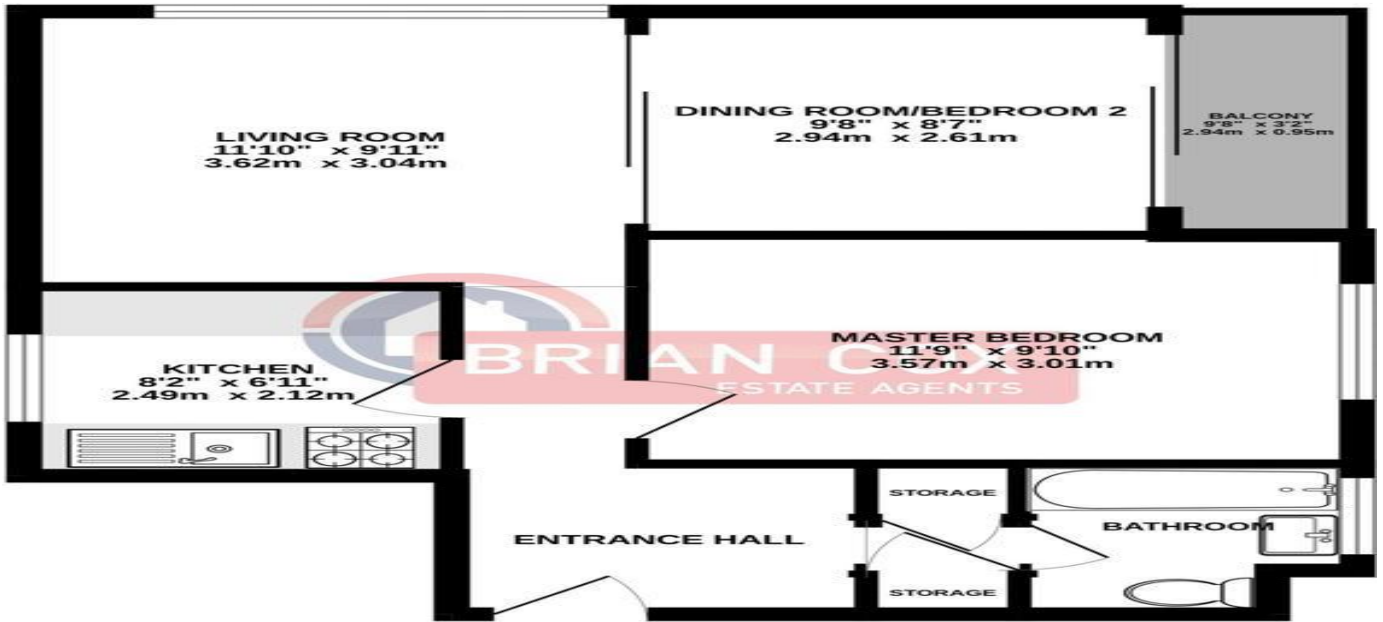 LIVING ROOM
11'10" x 9'11"
3.62m x 3.04m
DINING ROOM/BEDROOM 2
9'8" x 8'7"
2.94m x 2.61m
BALCONY
9'8" x 3'2"
2.94m x 0.95m
KITCHEN
8'2" x 6'11"
2.49m x 2.12m
MASTER BEDROOM
11'9" x 9'10"
3.57m x 3.01m
BRIAN COX
ESTATE AGENTS
ENTRANCE HALL
STORAGE
STORAGE
BATHROOM